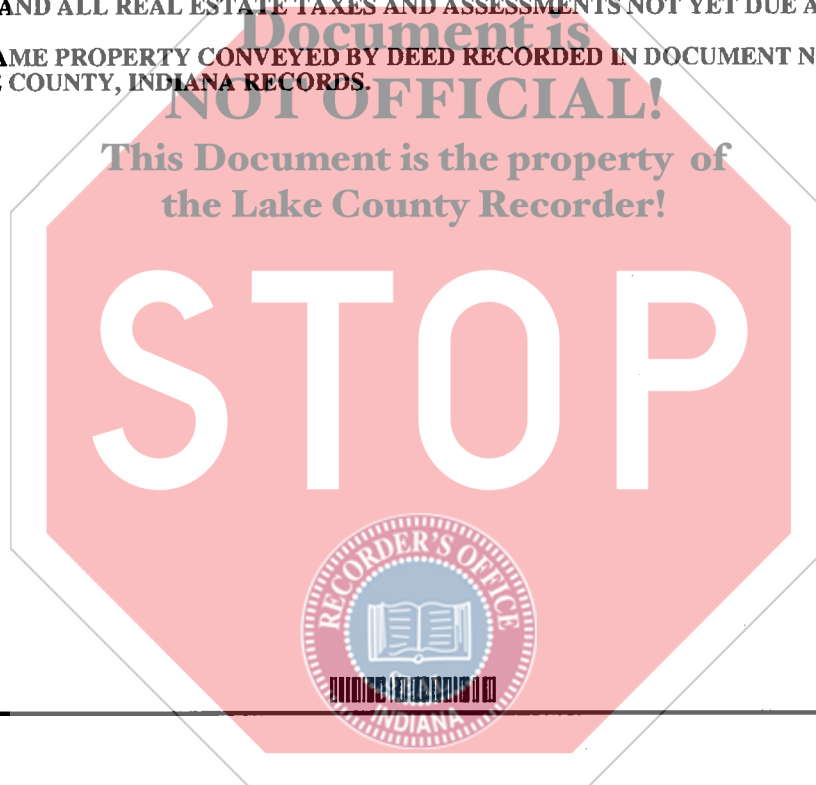 AND ALL REAL ESTATE TAXES AND ASSESSMENTS NOT YET DUE A
Document is
AME PROPERTY CONVEYED BY DEED RECORDED IN DOCUMENT N
E COUNTY, INDIANA RECORDS.
NOT OFFICIAL!
This Document is the property of
the Lake County Recorder!
STOP
RECORDER'S OFFICE
INDIANA